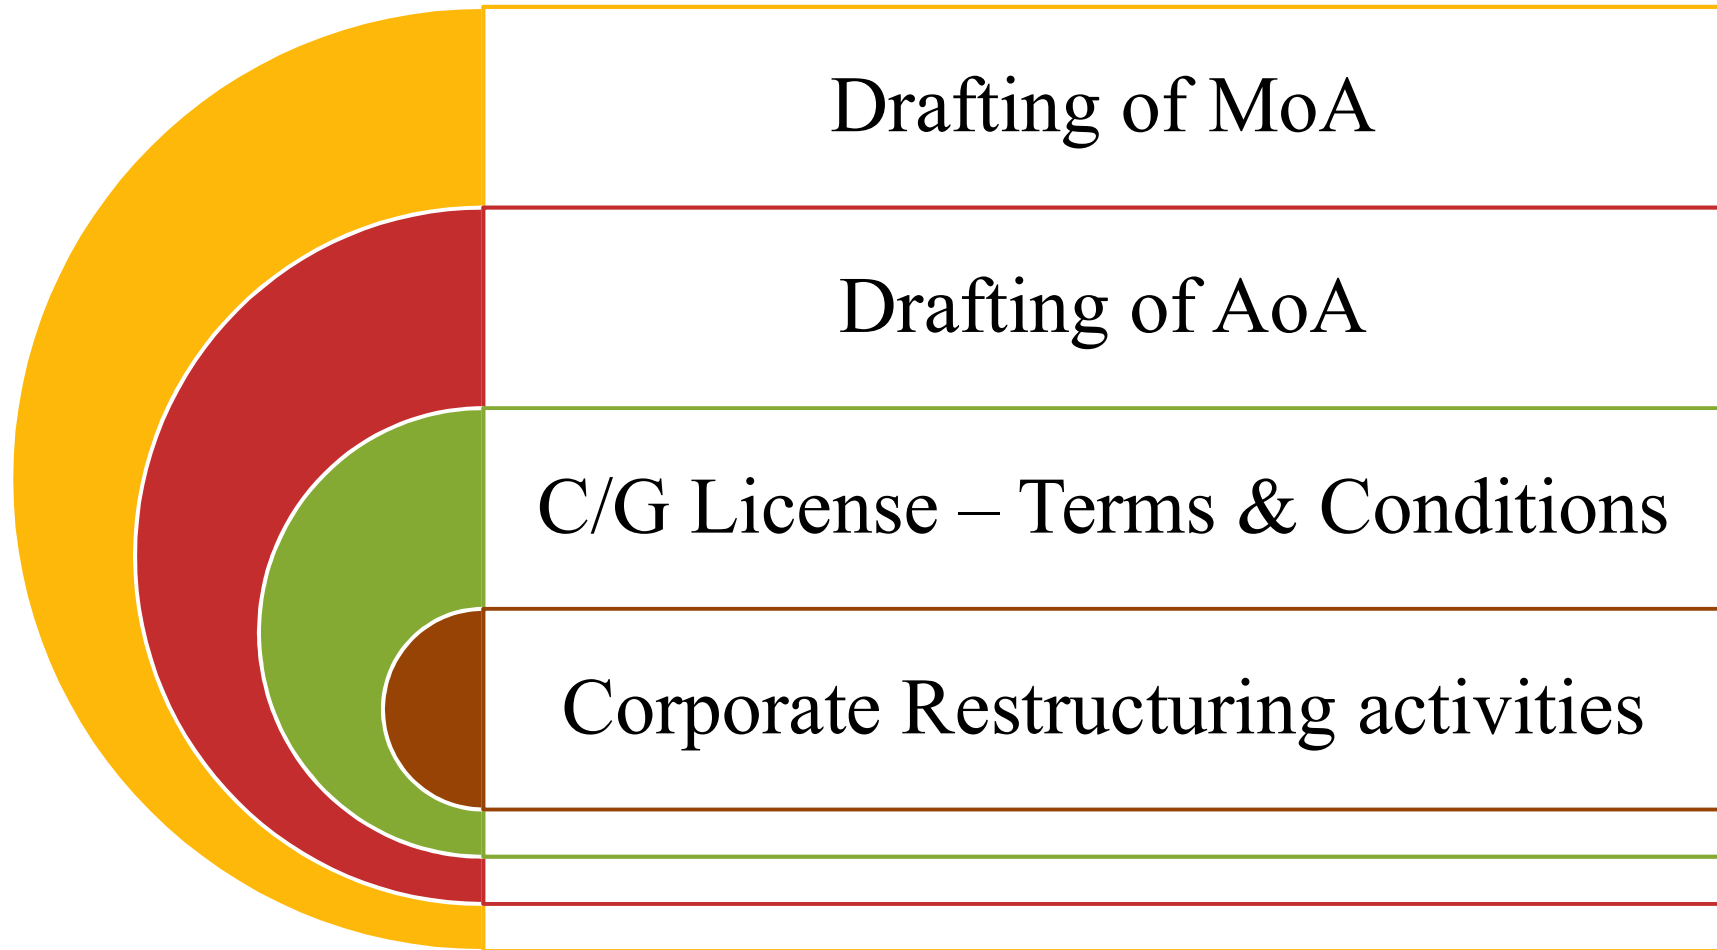 Drafting of MoA
Drafting of AoA
C/G License – Terms & Conditions
Corporate Restructuring activities